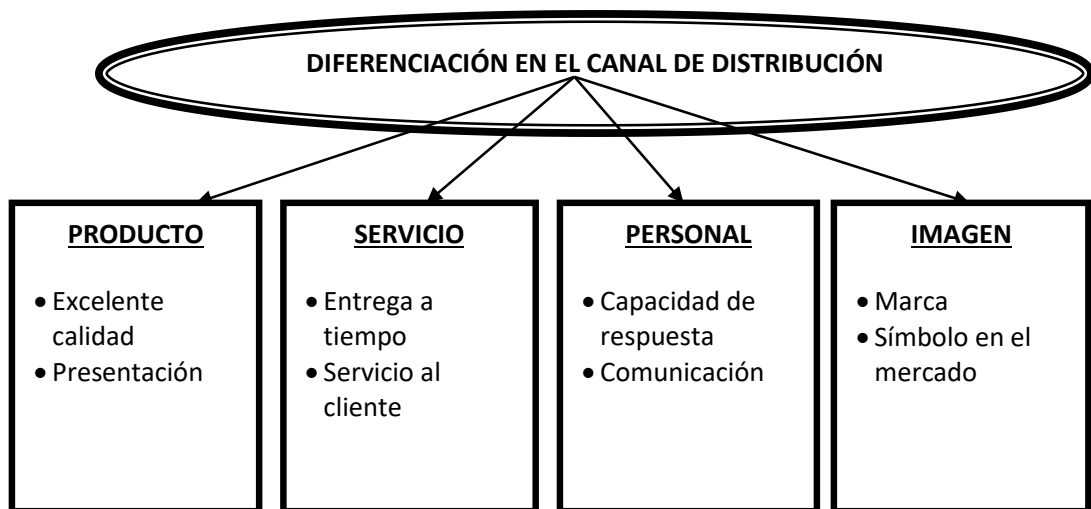 DIFERENCIACIÓN EN EL CANAL DE DISTRIBUCIÓN
PRODUCTO
• Excelente
calidad
• Presentación
SERVICIO
• Entrega a
tiempo
• Servicio al
cliente
PERSONAL
• Capacidad de
respuesta
• Comunicación
IMAGEN
• Marca
• Símbolo en el
mercado